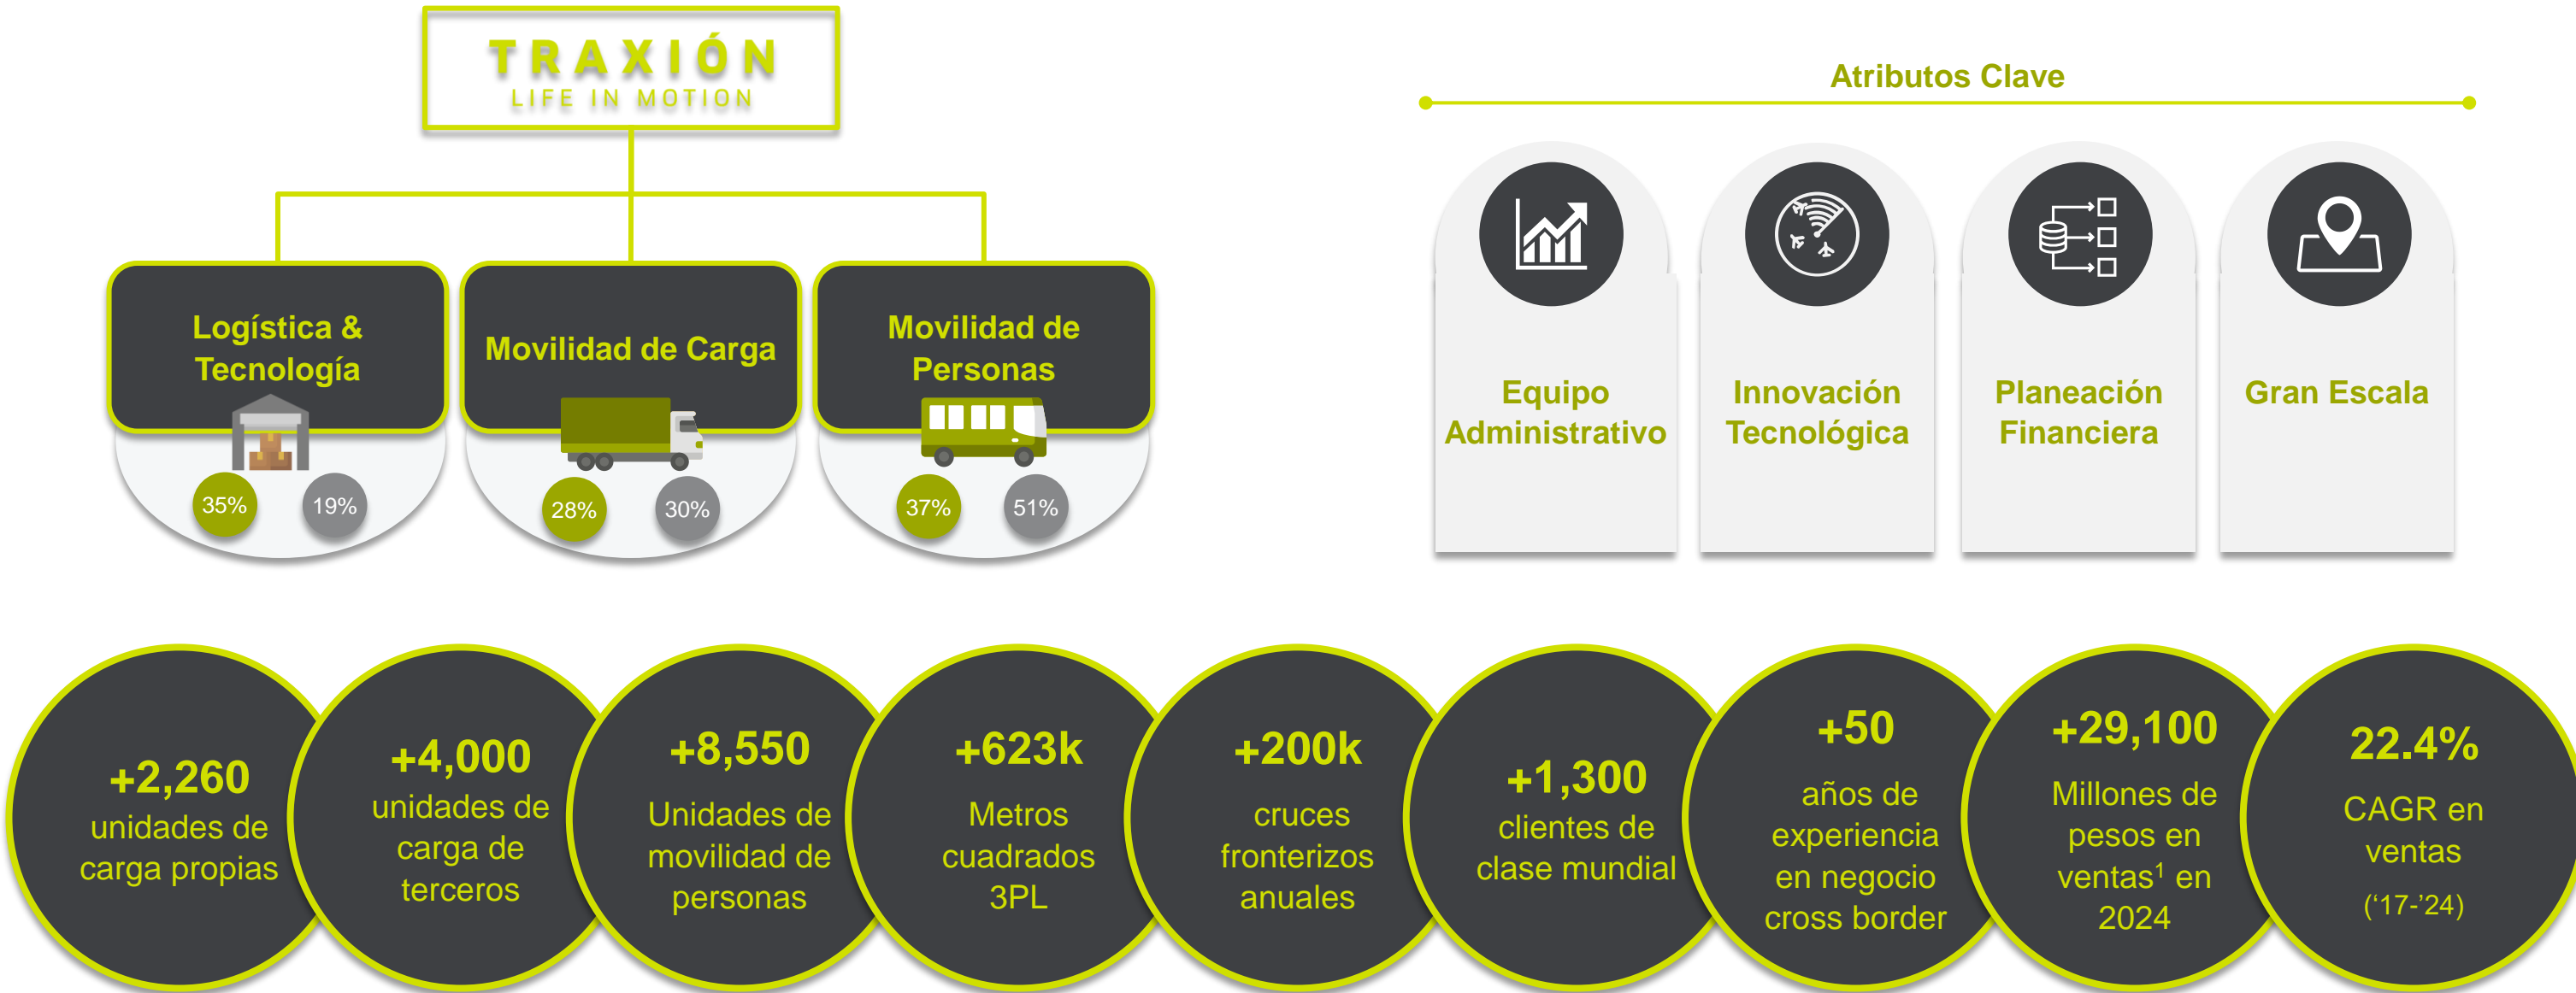 TRAXIÓN
LIFE IN MOTION
Logística &
Tecnología
35%
19%
Movilidad de Carga
28%
30%
Movilidad de
Personas
37%
51%
Atributos Clave
Equipo
Administrativo
Innovación
Tecnológica
Planeación
Financiera
Gran Escala
+2,260
unidades de
carga propias
+4,000
unidades de
carga de
terceros
+8,550
Unidades de
movilidad de
personas
+623k
Metros
cuadrados
3PL
+200k
cruces
fronterizos
anuales
+1,300
clientes de
clase mundial
+50
años de
experiencia
en negocio
cross border
+29,100
Millones de
pesos en
ventas¹ en
2024
22.4%
CAGR en
ventas
(‘17-’24)